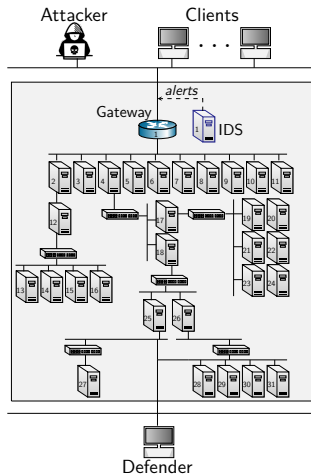 Attacker Clients
. . .
alerts
Gateway
1 1 IDS
2 3 4 5 6 7 8 9 10 11
12 17 19 20
18 21 22
13 14 15 16 23 24
25 26
27 28 29 30 31
Defender